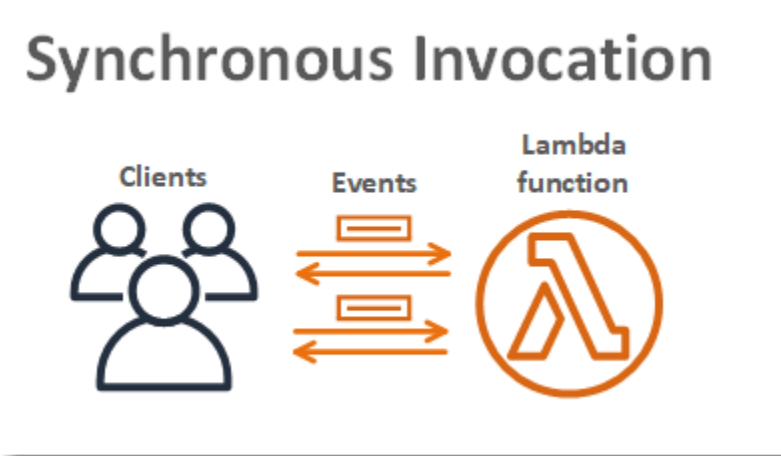 Synchronous Invocation
Clients
Events
Lambda
function